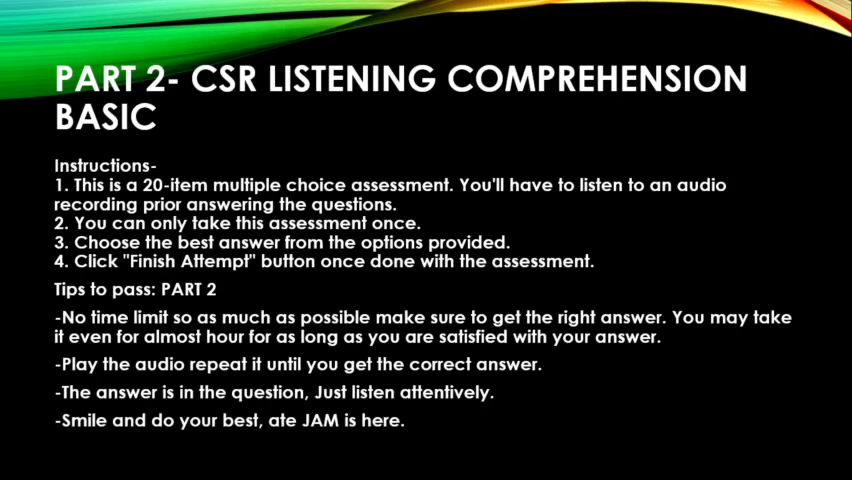 PART 2- CSR LISTENING COMPREHENSION
BASIC
Instructions-
1. This is a 20-item multiple choice assessment. You'll have to listen to an audio
recording prior answering the questions.
2. You can only take this assessment once.
3. Choose the best answer from the options provided.
4. Click "Finish Attempt" button once done with the assessment.
Tips to pass: PART 2
-No time limit so as much as possible make sure to get the right answer. You may take
it even for almost hour for as long as you are satisfied with your answer.
-Play the audio repeat it until you get the correct answer.
-The answer is in the question, Just listen attentively.
-Smile and do your best, ate JAM is here.